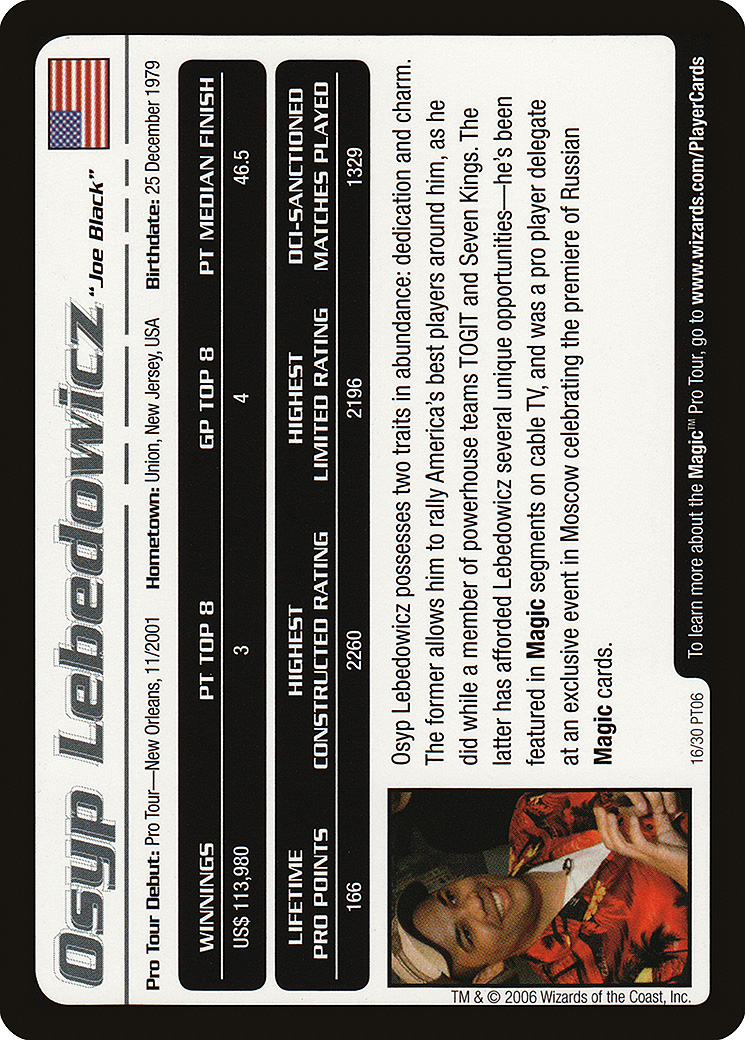 Osyp Lebedowicz "Joe Black"
Pro Tour Debut: Pro Tour—New Orleans, 11/2001 Hometown: Union, New Jersey, USA Birthdate: 25 December 1979
WINNINGS PT TOP 8 GP TOP 8 PT MEDIAN FINISH
US$ 113,980 3 4 46.5
LIFETIME HIGHEST HIGHEST DCI-SANCTIONED
PRO POINTS CONSTRUCTED RATING LIMITED RATING MATCHES PLAYED
166 2260 2196 1329
Osyp Lebedowicz possesses two traits in abundance: dedication and charm.
The former allows him to rally America's best players around him, as he
did while a member of powerhouse teams TOGIT and Seven Kings. The
latter has afforded Lebedowicz several unique opportunities—he's been
featured in Magic segments on cable TV, and was a pro player delegate
at an exclusive event in Moscow celebrating the premiere of Russian
Magic cards.
TM & © 2006 Wizards of the Coast, Inc.
16/30 PT06
To learn more about the Magic™ Pro Tour, go to www.wizards.com/PlayerCards